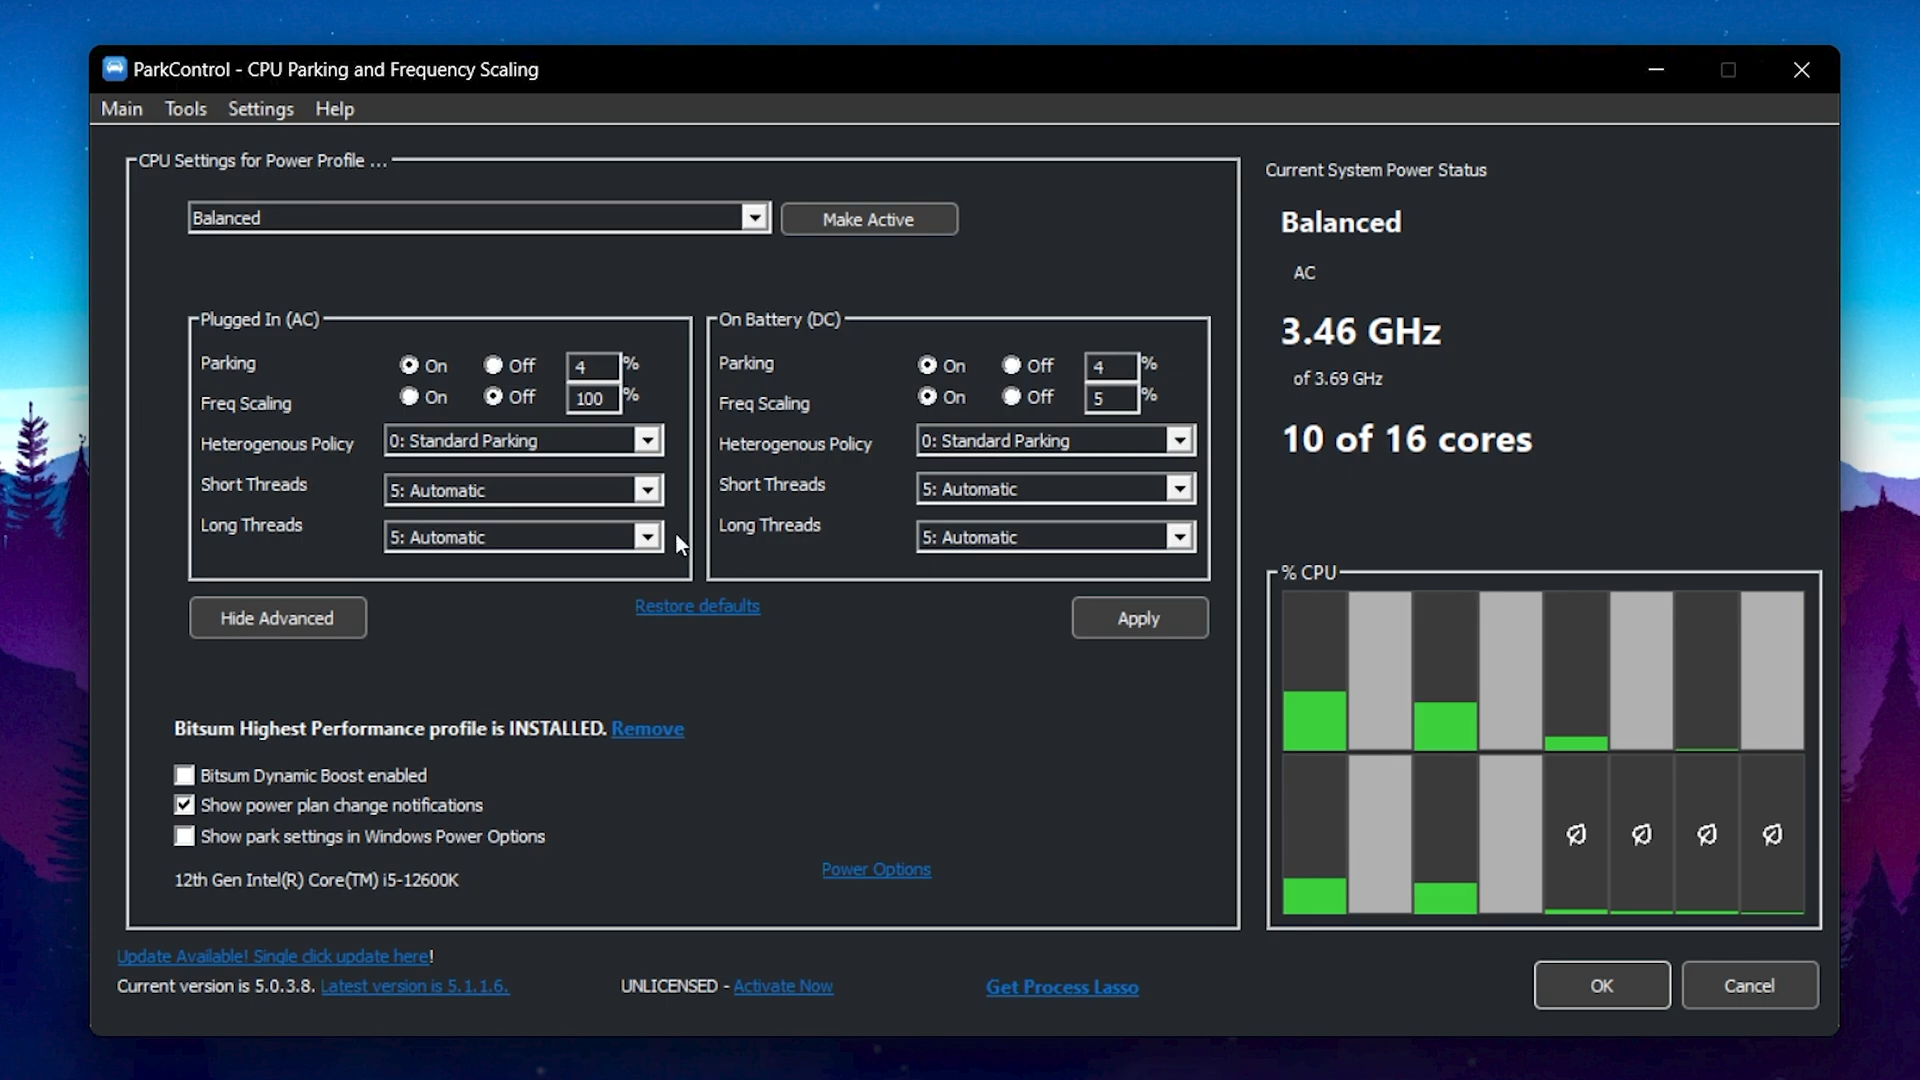 ParkControl - CPU Parking and Frequency Scaling
Main Tools Settings Help
CPU Settings for Power Profile ...
Balanced
Make Active
Plugged In (AC)
Parking On Off 4 %
Freq Scaling On Off 100 %
Heterogenous Policy 0: Standard Parking
Short Threads 5: Automatic
Long Threads 5: Automatic
On Battery (DC)
Parking On Off 4 %
Freq Scaling On Off 5 %
Heterogenous Policy 0: Standard Parking
Short Threads 5: Automatic
Long Threads 5: Automatic
Hide Advanced
Restore defaults
Apply
Bitsum Highest Performance profile is INSTALLED. Remove
Bitsum Dynamic Boost enabled
Show power plan change notifications
Show park settings in Windows Power Options
Power Options
12th Gen Intel(R) Core(TM) i5-12600K
Current System Power Status
Balanced
AC
3.46 GHz
of 3.69 GHz
10 of 16 cores
% CPU
Update Available! Single click update here!
Current version is 5.0.3.8. Latest version is 5.1.1.6.
UNLICENSED - Activate Now
Get Process Lasso
OK
Cancel